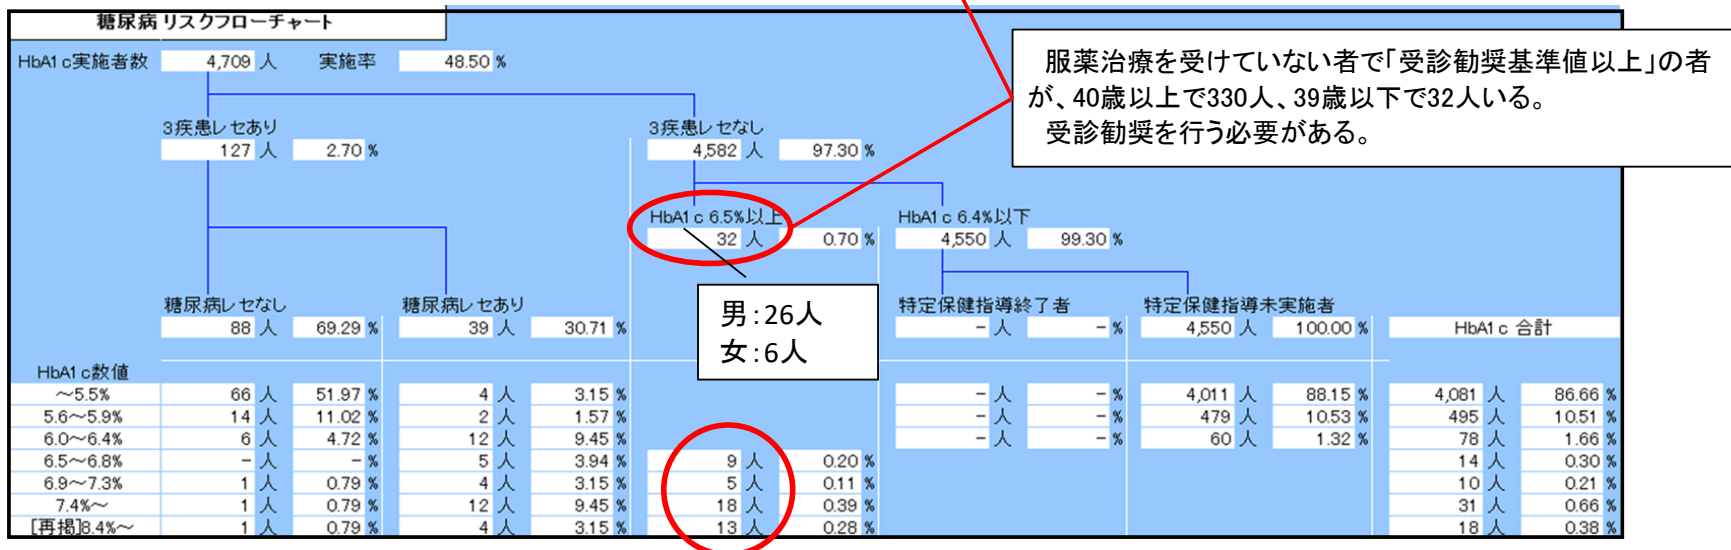 糖尿病リスクフローチャート
HbA1c実施者数 4,709 人 実施率 48.50 %
服薬治療を受けていない者で「受診勧奨基準値以上」の者
が、40歳以上で330人、39歳以下で32人いる。
受診勧奨を行う必要がある。
3疾患レセあり 3疾患レセなし
127 人 2.70 % 4,582 人 97.30 %
HbA1c 6.5%以上 HbA1c 6.4%以下
32 人 0.70 % 4,550 人 99.30 %
男:26人
女:6人
糖尿病レセなし 糖尿病レセあり 特定保健指導終了者 特定保健指導未実施者
88 人 69.29 % 39 人 30.71 % - 人 - % 4,550 人 100.00 % HbA1c 合計
HbA1c数値
~5.5% 66 人 51.97 % 4 人 3.15 % - 人 - % 4,011 人 88.15 % 4,081 人 86.66 %
5.6~5.9% 14 人 11.02 % 2 人 1.57 % - 人 - % 479 人 10.53 % 495 人 10.51 %
6.0~6.4% 6 人 4.72 % 12 人 9.45 % - 人 - % 60 人 1.32 % 78 人 1.66 %
6.5~6.8% - 人 - % 5 人 3.94 % 9 人 0.20 % 14 人 0.30 %
6.9~7.3% 1 人 0.79 % 4 人 3.15 % 5 人 0.11 % 10 人 0.21 %
7.4%~ 1 人 0.79 % 12 人 9.45 % 18 人 0.39 % 31 人 0.66 %
[再掲]8.4%~ 1 人 0.79 % 4 人 3.15 % 13 人 0.28 % 18 人 0.38 %